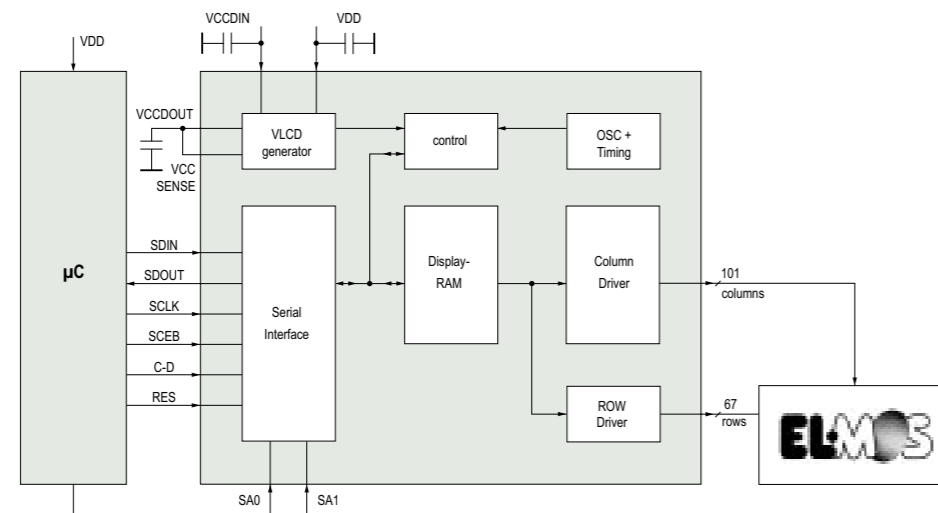 VCCDIN
VDD
VDD
VCCDOUT
VCC
SENSE
VLCD
generator
control
OSC +
Timing
µC
SDIN
SDOUT
SCLK
SCEB
C-D
RES
Serial
Interface
Display-
RAM
Column
Driver
101
columns
ROW
Driver
67
rows
ELMOS
SA0
SA1